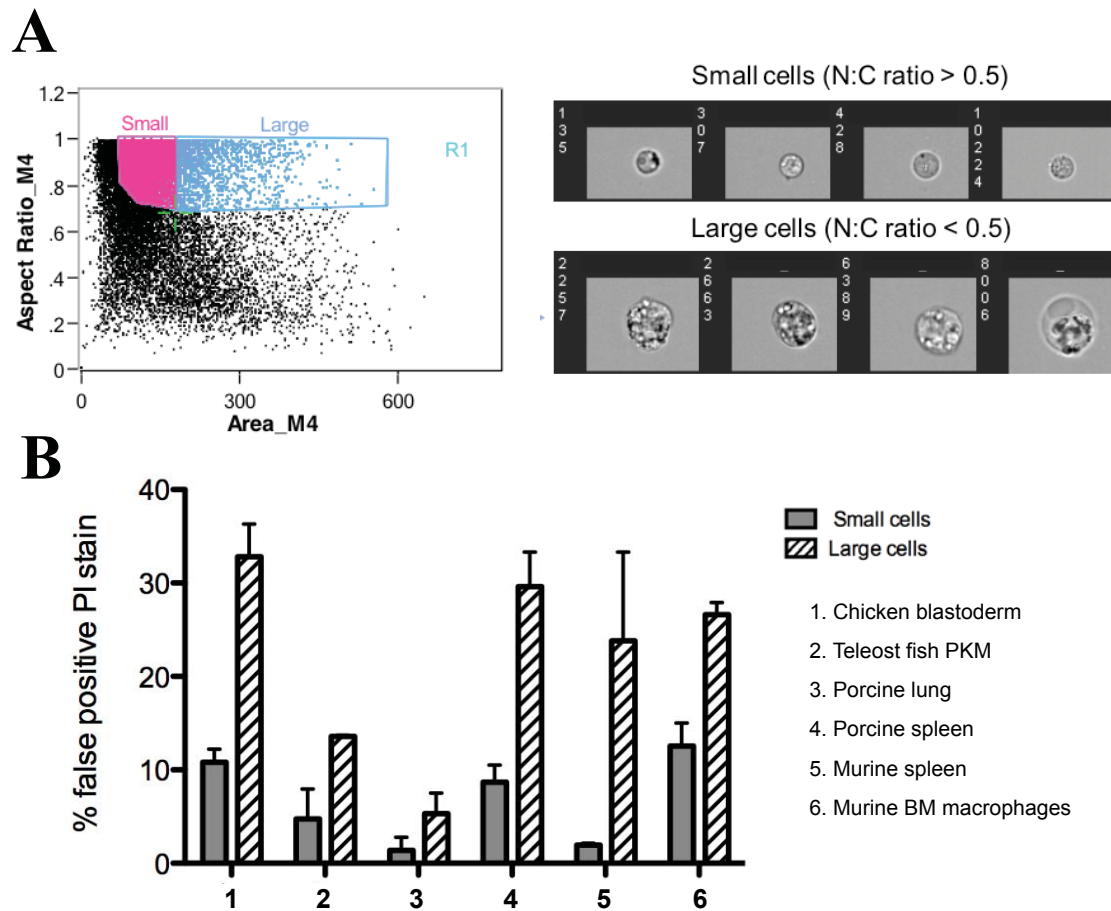 A
1.2
1
.8
.6
.4
.2
0
Aspect Ratio_M4
Small
Large
R1
0
300
600
Area_M4
Small cells (N:C ratio > 0.5)
135
307
428
10224
Large cells (N:C ratio < 0.5)
2257
2663
6389
8006
B
% false positive PI stain
40
30
20
10
0
1
2
3
4
5
6
Small cells
Large cells
1. Chicken blastoderm
2. Teleost fish PKM
3. Porcine lung
4. Porcine spleen
5. Murine spleen
6. Murine BM macrophages